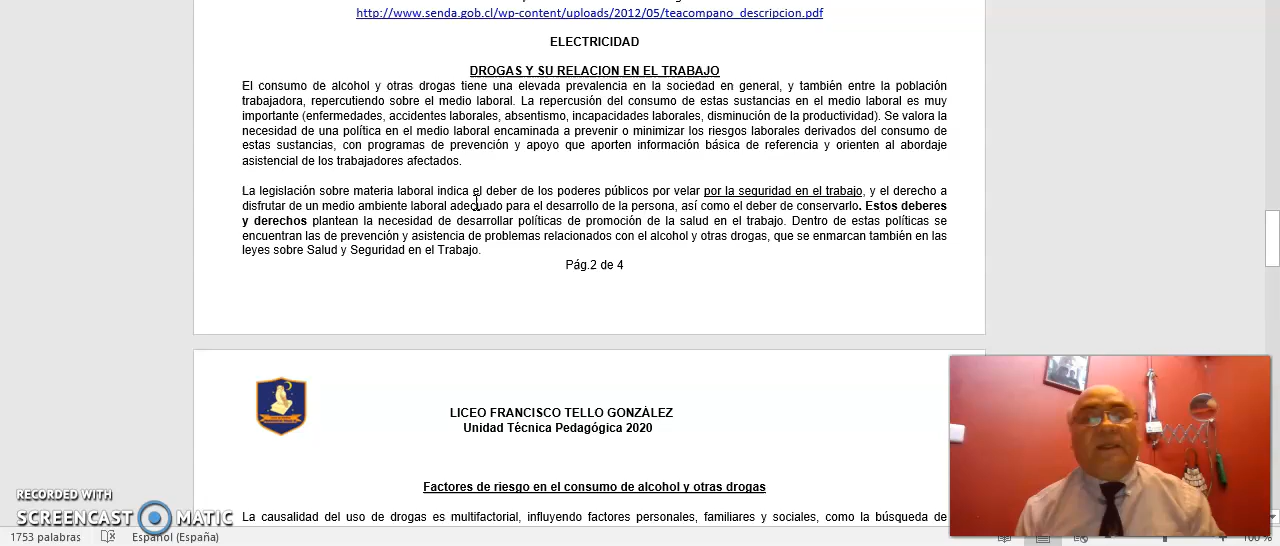 http://www.senda.gob.cl/wp-content/uploads/2012/05/teacompano_descripcion.pdf
ELECTRICIDAD
DROGAS Y SU RELACION EN EL TRABAJO
El consumo de alcohol y otras drogas tiene una elevada prevalencia en la sociedad en general, y también entre la población
trabajadora, repercutiendo sobre el medio laboral. La repercusión del consumo de estas sustancias en el medio laboral es muy
importante (enfermedades, accidentes laborales, absentismo, incapacidades laborales, disminución de la productividad). Se valora la
necesidad de una política en el medio laboral encaminada a prevenir o minimizar los riesgos laborales derivados del consumo de
estas sustancias, con programas de prevención y apoyo que aporten información básica de referencia y orienten al abordaje
asistencial de los trabajadores afectados.
La legislación sobre materia laboral indica el deber de los poderes públicos por velar por la seguridad en el trabajo, y el derecho a
disfrutar de un medio ambiente laboral adecuado para el desarrollo de la persona, así como el deber de conservarlo. Estos deberes
y derechos plantean la necesidad de desarrollar políticas de promoción de la salud en el trabajo. Dentro de estas políticas se
encuentran las de prevención y asistencia de problemas relacionados con el alcohol y otras drogas, que se enmarcan también en las
leyes sobre Salud y Seguridad en el Trabajo.
Pág.2 de 4
LICEO FRANCISCO TELLO GONZÀLEZ
Unidad Técnica Pedagógica 2020
Factores de riesgo en el consumo de alcohol y otras drogas
La causalidad del uso de drogas es multifactorial, influyendo factores personales, familiares y sociales, como la búsqueda de
RECORDED WITH
SCREENCAST MATIC
1753 palabras Español (España) 100 %